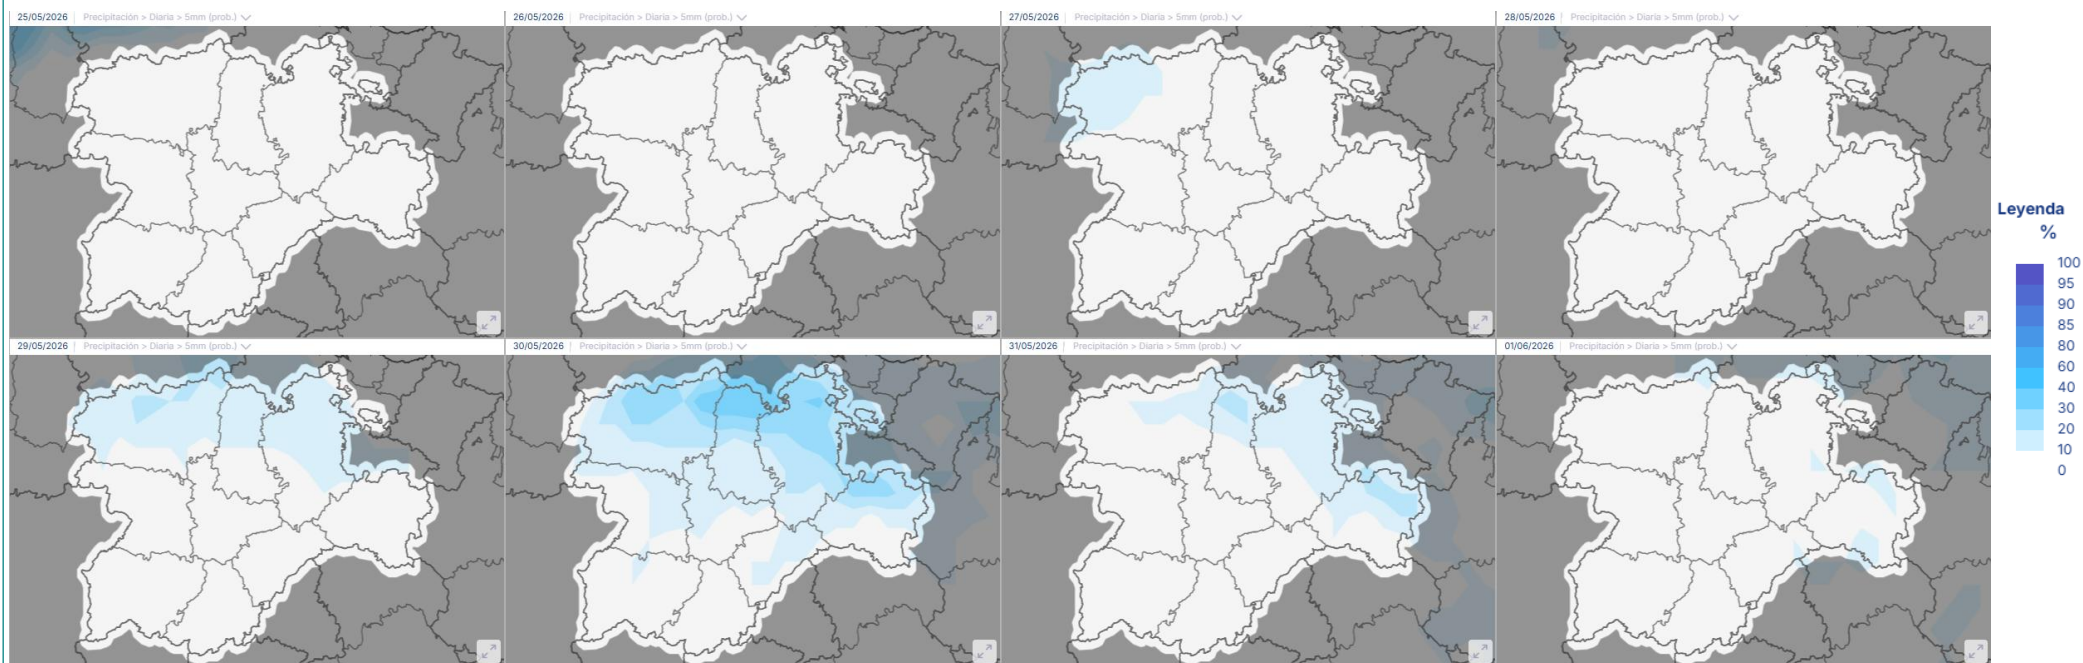 25/05/2026 Precipitación > Diaria > 5mm (prob.)
26/05/2026 Precipitación > Diaria > 5mm (prob.)
27/05/2026 Precipitación > Diaria > 5mm (prob.)
28/05/2026 Precipitación > Diaria > 5mm (prob.)
29/05/2026 Precipitación > Diaria > 5mm (prob.)
30/05/2026 Precipitación > Diaria > 5mm (prob.)
31/05/2026 Precipitación > Diaria > 5mm (prob.)
01/06/2026 Precipitación > Diaria > 5mm (prob.)
Leyenda
%
100
95
90
85
80
60
40
30
20
10
0